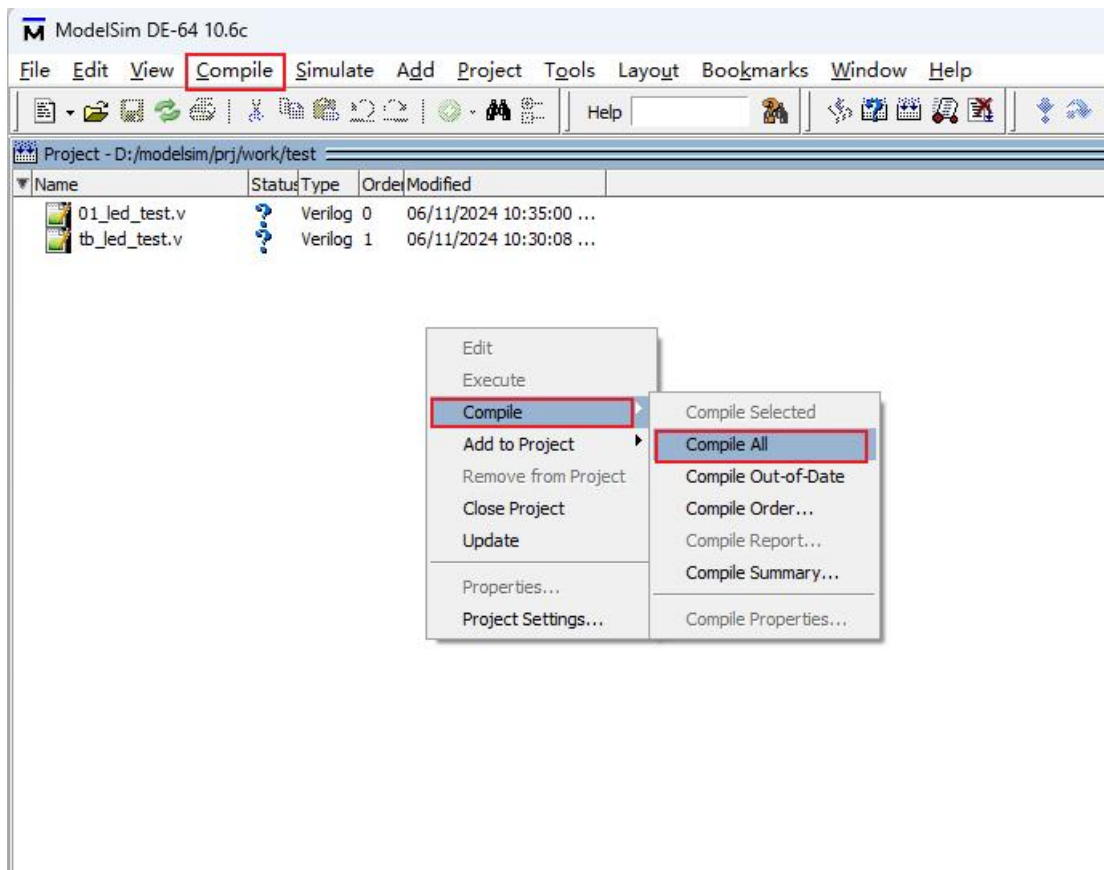 ModelSim DE-64 10.6c
File Edit View Compile Simulate Add Project Tools Layout Bookmarks Window Help
Help
Project - D:/modelsim/prj/work/test
Name Status Type Order Modified
01_led_test.v Verilog 0 06/11/2024 10:35:00 ...
tb_led_test.v Verilog 1 06/11/2024 10:30:08 ...
Edit
Execute
Compile
Add to Project
Remove from Project
Close Project
Update
Properties...
Project Settings...
Compile Selected
Compile All
Compile Out-of-Date
Compile Order...
Compile Report...
Compile Summary...
Compile Properties...